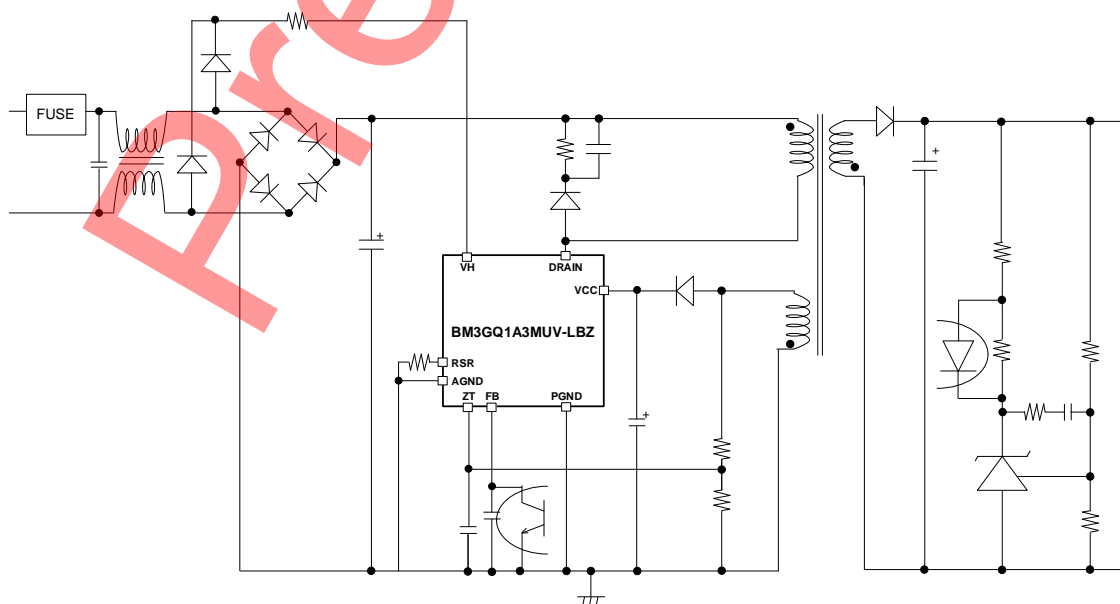 Pre
FUSE
VH
DRAIN
VCC
BM3GQ1A3MUV-LBZ
RSR
AGND
ZT
FB
PGND
+
+
+